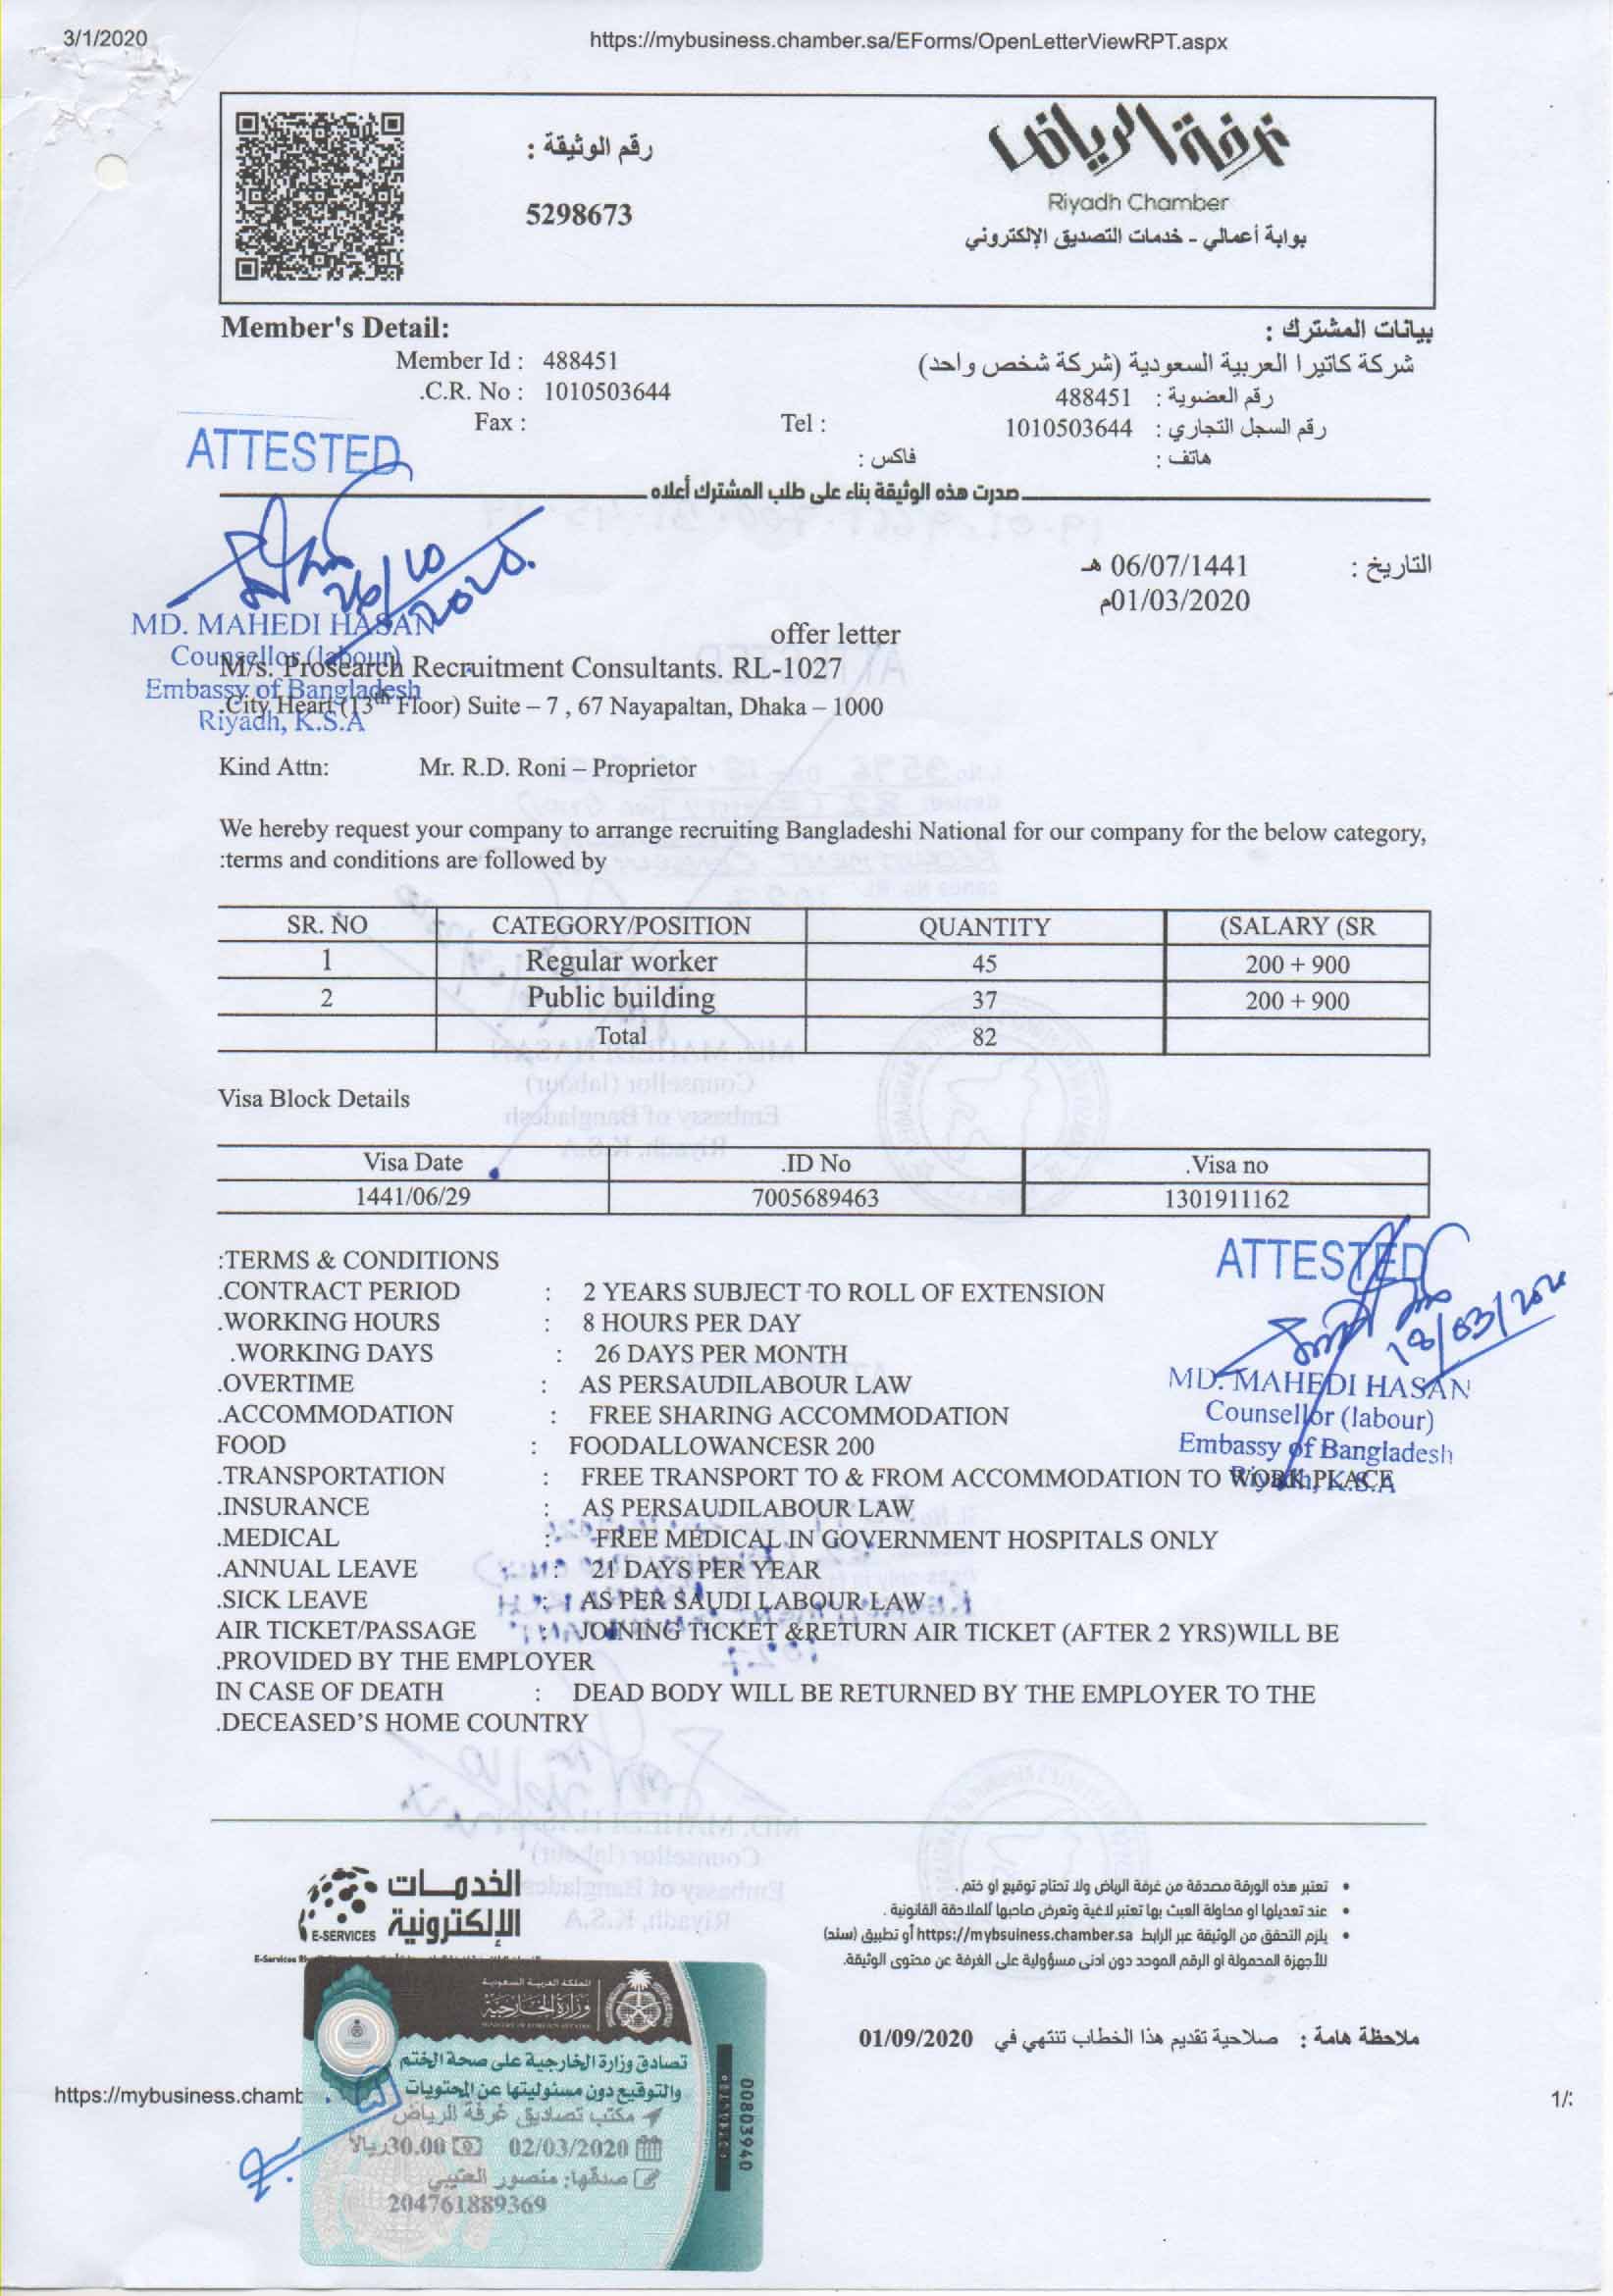 3/1/2020
https://mybusiness.chamber.sa/EForms/OpenLetterViewRPT.aspx
غرفة الرياض
Riyadh Chamber
بوابة أعمالي - خدمات التصديق الإلكتروني
رقم الوثيقة :
5298673
Member's Detail:
بيانات المشترك :
Member Id : 488451
شركة كاتيرا العربية السعودية (شركة شخص واحد)
.C.R. No : 1010503644
رقم العضوية : 488451
Fax :
Tel :
رقم السجل التجاري : 1010503644
هاتف :
فاكس :
ATTESTED
صدرت هذه الوثيقة بناء على طلب المشترك أعلاه
26/10
2020
التاريخ : 06/07/1441 هـ
01/03/2020م
MD. MAHEDI HASAN
Counsellor (labour)
Embassy of Bangladesh
Riyadh, K.S.A
offer letter
M/s. Prosearch Recruitment Consultants. RL-1027
.City Heart (13th Floor) Suite – 7 , 67 Nayapaltan, Dhaka – 1000
Kind Attn: Mr. R.D. Roni – Proprietor
We hereby request your company to arrange recruiting Bangladeshi National for our company for the below category,
:terms and conditions are followed by
SR. NO CATEGORY/POSITION QUANTITY (SALARY (SR
1 Regular worker 45 200 + 900
2 Public building 37 200 + 900
Total 82
Visa Block Details
Visa Date .ID No .Visa no
1441/06/29 7005689463 1301911162
:TERMS & CONDITIONS
.CONTRACT PERIOD : 2 YEARS SUBJECT TO ROLL OF EXTENSION
.WORKING HOURS : 8 HOURS PER DAY
.WORKING DAYS : 26 DAYS PER MONTH
.OVERTIME : AS PERSAUDILABOUR LAW
.ACCOMMODATION : FREE SHARING ACCOMMODATION
FOOD : FOODALLOWANCESR 200
.TRANSPORTATION : FREE TRANSPORT TO & FROM ACCOMMODATION TO WORK PLACE
.INSURANCE : AS PERSAUDILABOUR LAW
.MEDICAL : FREE MEDICAL IN GOVERNMENT HOSPITALS ONLY
.ANNUAL LEAVE : 21 DAYS PER YEAR
.SICK LEAVE : AS PER SAUDI LABOUR LAW
AIR TICKET/PASSAGE : JOINING TICKET &RETURN AIR TICKET (AFTER 2 YRS)WILL BE
.PROVIDED BY THE EMPLOYER
IN CASE OF DEATH : DEAD BODY WILL BE RETURNED BY THE EMPLOYER TO THE
.DECEASED'S HOME COUNTRY
ATTESTED
18/03/2020
MD. MAHEDI HASAN
Counsellor (labour)
Embassy of Bangladesh
Riyadh, K.S.A
الخدمات
الإلكترونية
E-SERVICES
• تعتبر هذه الورقة مصدقة من غرفة الرياض ولا تحتاج توقيع او ختم .
• عند تعديلها او محاولة العبث بها تعتبر لاغية وتعرض صاحبها للملاحقة القانونية .
• يلزم التحقق من الوثيقة عبر الرابط https://mybsuiness.chamber.sa أو تطبيق (سند)
للأجهزة المحمولة او الرقم الموحد دون ادنى مسؤولية على الغرفة عن محتوى الوثيقة.
ملاحظة هامة : صلاحية تقديم هذا الخطاب تنتهي في 01/09/2020
المملكة العربية السعودية
وزارة الخارجية
MINISTRY OF FOREIGN AFFAIRS
تصادق وزارة الخارجية على صحة الختم
والتوقيع دون مسئوليتها عن المحتويات
مكتب تصاديق غرفة الرياض
02/03/2020 30.00 ريالاً
صدقها: منصور العتيبي
204761889369
00803940
https://mybusiness.chamb
1/